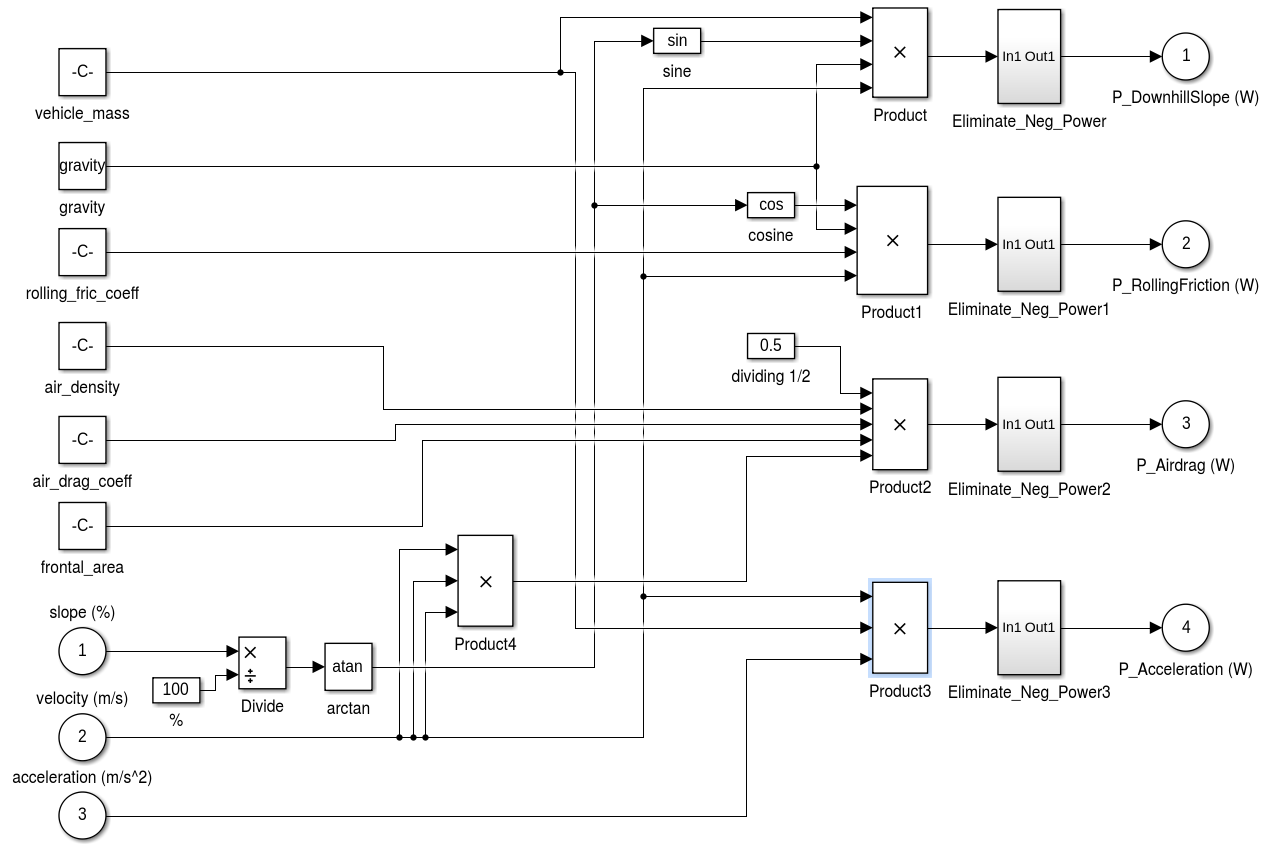 -C-
vehicle_mass
gravity
gravity
-C-
rolling_fric_coeff
-C-
air_density
-C-
air_drag_coeff
-C-
frontal_area
slope (%)
1
100
%
×
÷
Divide
atan
arctan
velocity (m/s)
2
acceleration (m/s^2)
3
×
Product4
sin
sine
cos
cosine
0.5
dividing 1/2
×
Product
In1 Out1
Eliminate_Neg_Power
1
P_DownhillSlope (W)
×
Product1
In1 Out1
Eliminate_Neg_Power1
2
P_RollingFriction (W)
×
Product2
In1 Out1
Eliminate_Neg_Power2
3
P_Airdrag (W)
×
Product3
In1 Out1
Eliminate_Neg_Power3
4
P_Acceleration (W)